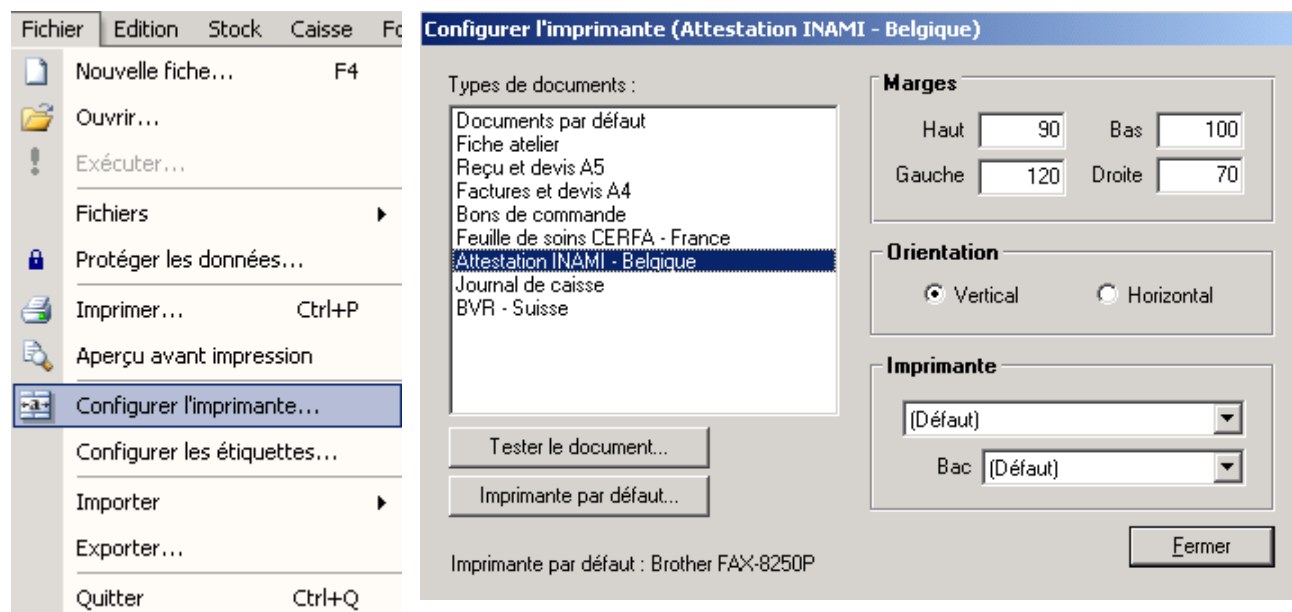 Fichier Edition Stock Caisse Fo
Nouvelle fiche... F4
Ouvrir...
Exécuter...
Fichiers
Protéger les données...
Imprimer... Ctrl+P
Aperçu avant impression
Configurer l'imprimante...
Configurer les étiquettes...
Importer
Exporter...
Quitter Ctrl+Q
Configurer l'imprimante (Attestation INAMI - Belgique)
Types de documents :
Documents par défaut
Fiche atelier
Reçu et devis A5
Factures et devis A4
Bons de commande
Feuille de soins CERFA - France
Attestation INAMI - Belgique
Journal de caisse
BVR - Suisse
Tester le document...
Imprimante par défaut...
Imprimante par défaut : Brother FAX-8250P
Marges
Haut 90 Bas 100
Gauche 120 Droite 70
Orientation
Vertical Horizontal
Imprimante
(Défaut)
Bac (Défaut)
Fermer